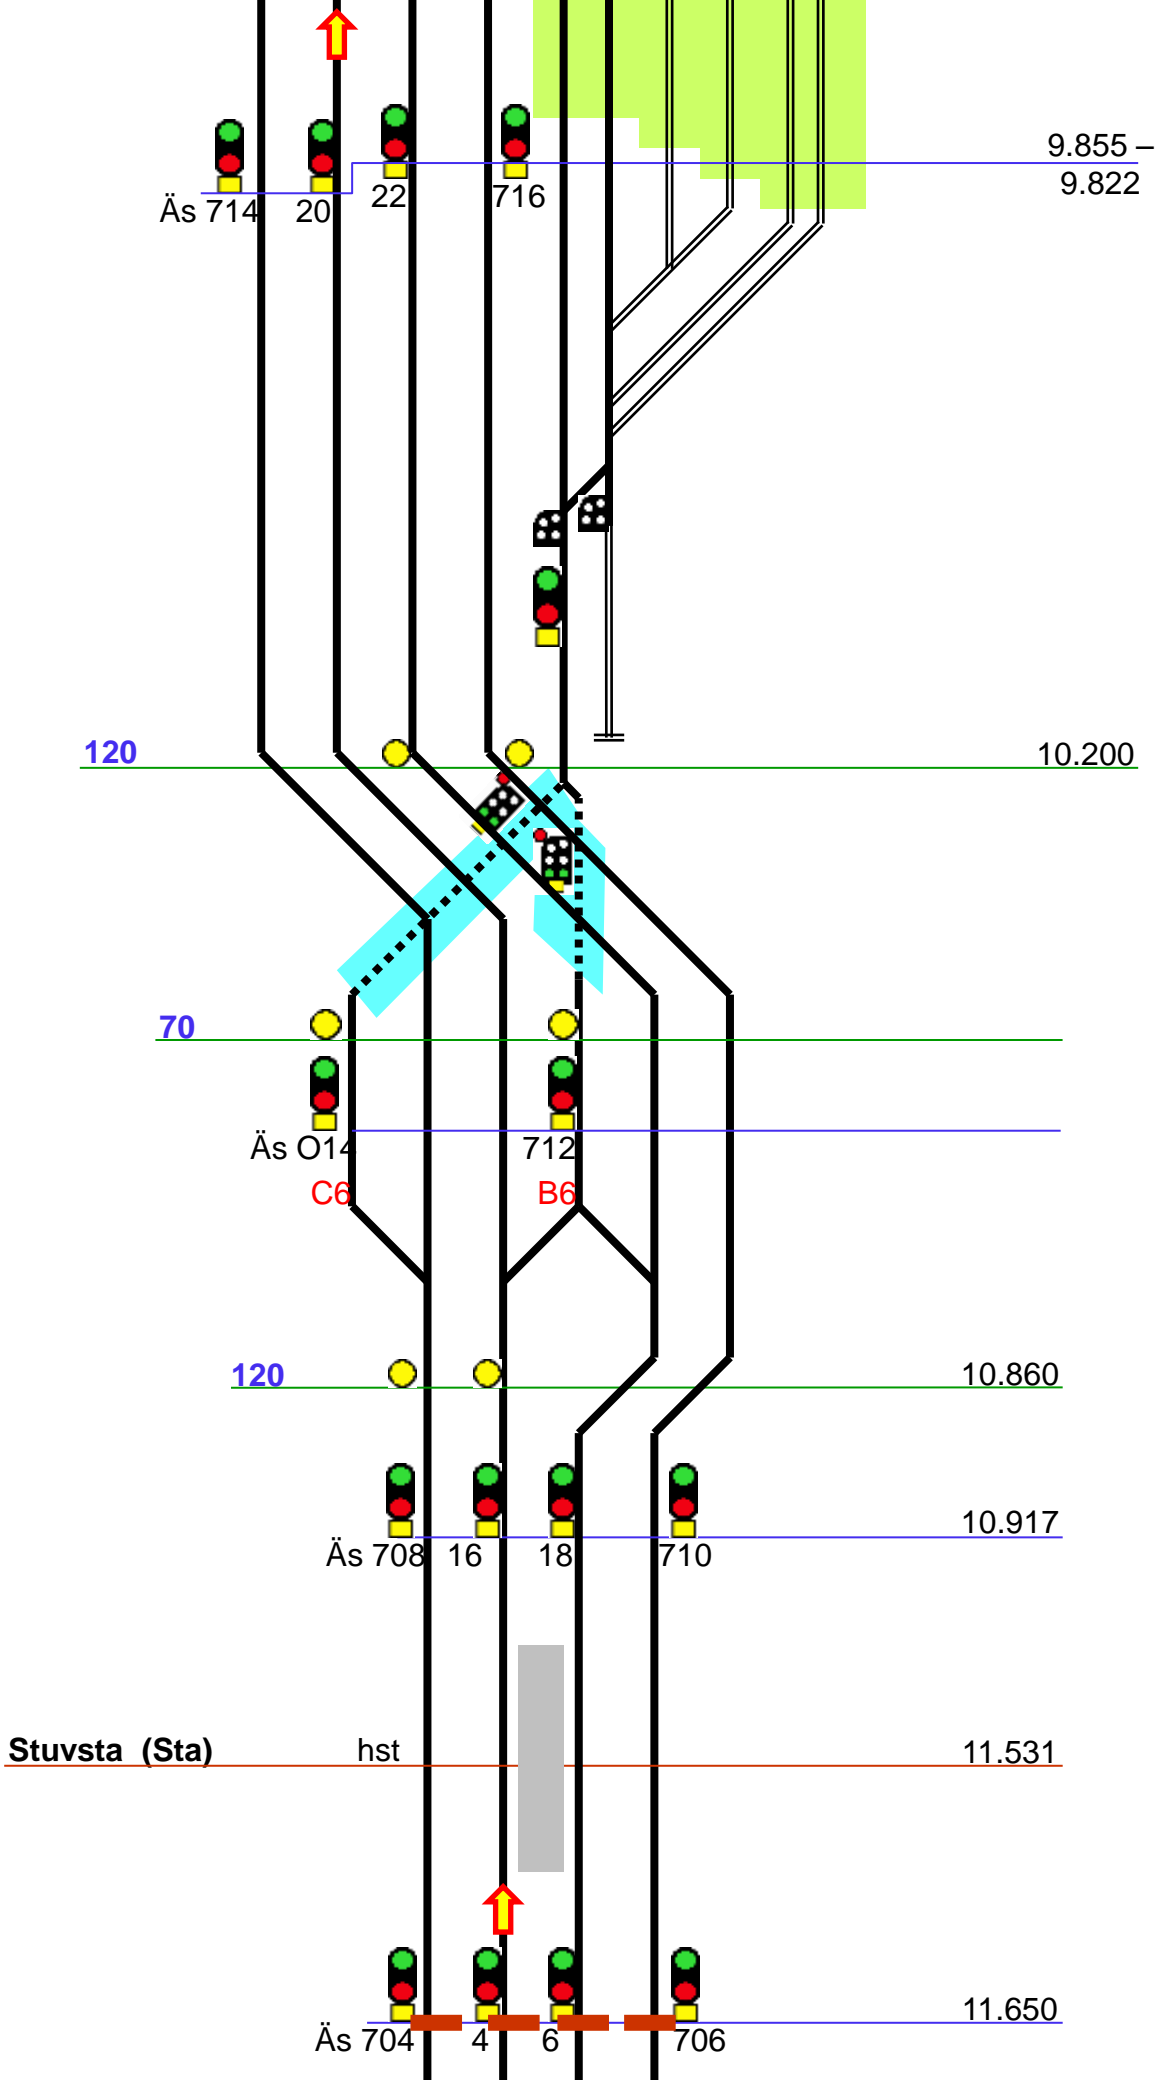 9.855 –
22 716
Äs 714 20 9.822
120 10.200
70
Äs O14 712
C6 B6
120 10.860
10.917
Äs 708 16 18 710
Stuvsta (Sta) hst 11.531
11.650
Äs 704 4 6 706